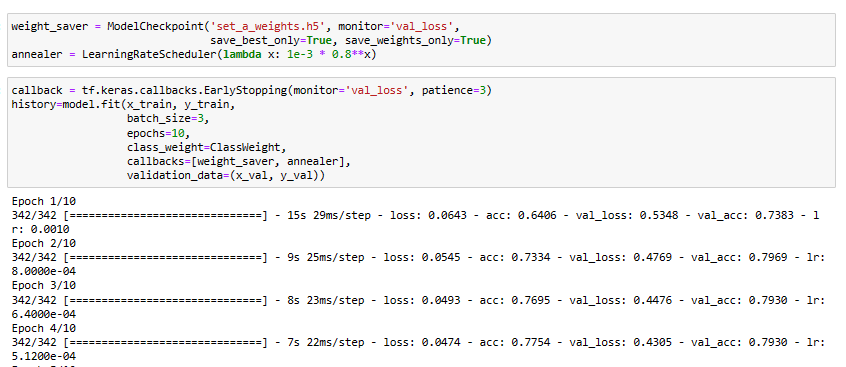 weight_saver = ModelCheckpoint('set_a_weights.h5', monitor='val_loss',
save_best_only=True, save_weights_only=True)
annealer = LearningRateScheduler(lambda x: 1e-3 * 0.8**x)
callback = tf.keras.callbacks.EarlyStopping(monitor='val_loss', patience=3)
history=model.fit(x_train, y_train,
batch_size=3,
epochs=10,
class_weight=ClassWeight,
callbacks=[weight_saver, annealer],
validation_data=(x_val, y_val))
Epoch 1/10
342/342 [==============================] - 15s 29ms/step - loss: 0.0643 - acc: 0.6406 - val_loss: 0.5348 - val_acc: 0.7383 - l
r: 0.0010
Epoch 2/10
342/342 [==============================] - 9s 25ms/step - loss: 0.0545 - acc: 0.7334 - val_loss: 0.4769 - val_acc: 0.7969 - lr:
8.0000e-04
Epoch 3/10
342/342 [==============================] - 8s 23ms/step - loss: 0.0493 - acc: 0.7695 - val_loss: 0.4476 - val_acc: 0.7930 - lr:
6.4000e-04
Epoch 4/10
342/342 [==============================] - 7s 22ms/step - loss: 0.0474 - acc: 0.7754 - val_loss: 0.4305 - val_acc: 0.7930 - lr:
5.1200e-04